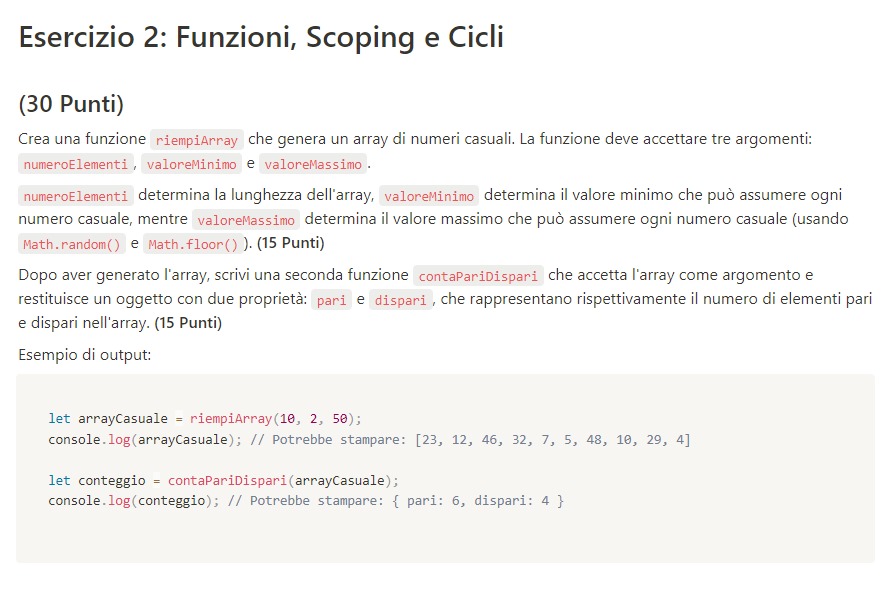 Esercizio 2: Funzioni, Scoping e Cicli
(30 Punti)
Crea una funzione riempiArray che genera un array di numeri casuali. La funzione deve accettare tre argomenti:
numeroElementi, valoreMinimo e valoreMassimo.
numeroElementi determina la lunghezza dell'array, valoreMinimo determina il valore minimo che può assumere ogni
numero casuale, mentre valoreMassimo determina il valore massimo che può assumere ogni numero casuale (usando
Math.random() e Math.floor()). (15 Punti)
Dopo aver generato l'array, scrivi una seconda funzione contaPariDispari che accetta l'array come argomento e
restituisce un oggetto con due proprietà: pari e dispari, che rappresentano rispettivamente il numero di elementi pari
e dispari nell'array. (15 Punti)
Esempio di output:
let arrayCasuale = riempiArray(10, 2, 50);
console.log(arrayCasuale); // Potrebbe stampare: [23, 12, 46, 32, 7, 5, 48, 10, 29, 4]
let conteggio = contaPariDispari(arrayCasuale);
console.log(conteggio); // Potrebbe stampare: { pari: 6, dispari: 4 }